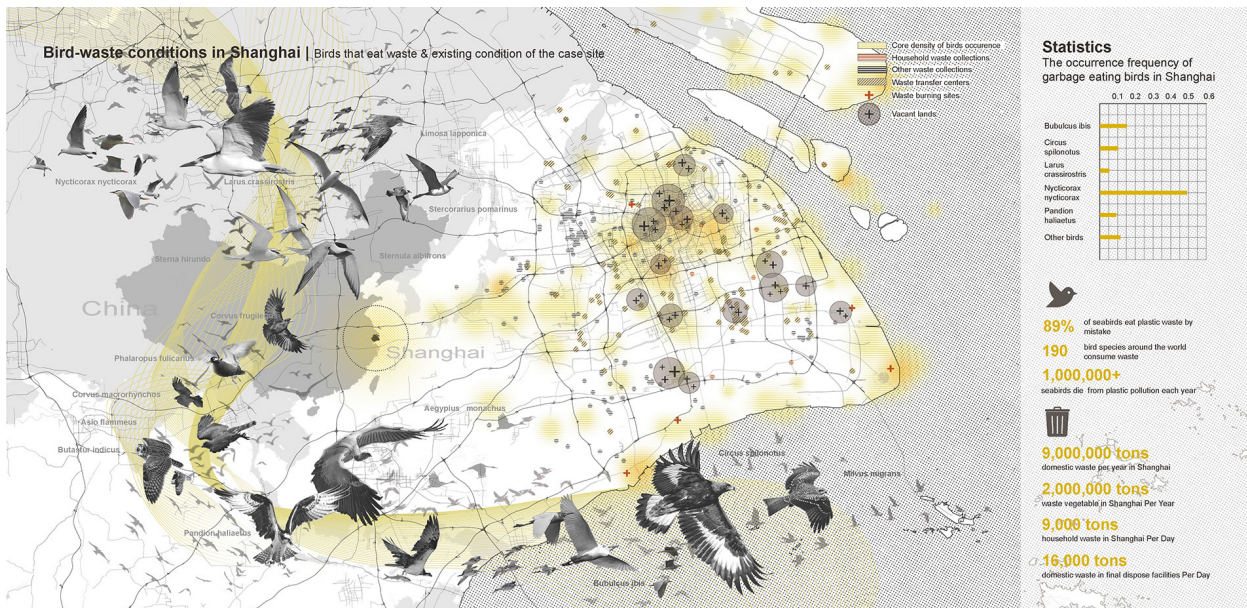 Bird-waste conditions in Shanghai | Birds that eat waste & existing condition of the case site
Core density of birds occurence
Household waste collections
Other waste collections
Waste transfer centers
Waste burning sites
Vacant lands
Limosa lapponica
Nycticorax nycticorax
Larus crassirostris
Stercorarius pomarinus
Sterna hirundo
Sternula albifrons
China
Corvus frugilegus
Shanghai
Phalaropus fulicarius
Corvus macrorhynchos
Aegypius monachus
Asio flammeus
Butastur indicus
Circus spilonotus
Milvus migrans
Pandion haliaetus
Bubulcus ibis
Statistics
The occurrence frequency of
garbage eating birds in Shanghai
0.1 0.2 0.3 0.4 0.5 0.6
Bubulcus ibis
Circus
spilonotus
Larus
crassirostris
Nycticorax
nycticorax
Pandion
haliaetus
Other birds
89% of seabirds eat plastic waste by
mistake
190 bird species around the world
consume waste
1,000,000+
seabirds die from plastic pollution each year
9,000,000 tons
domestic waste per year in Shanghai
2,000,000 tons
waste vegetable in Shanghai Per Year
9,000 tons
household waste in Shanghai Per Day
16,000 tons
domestic waste in final dispose facilities Per Day